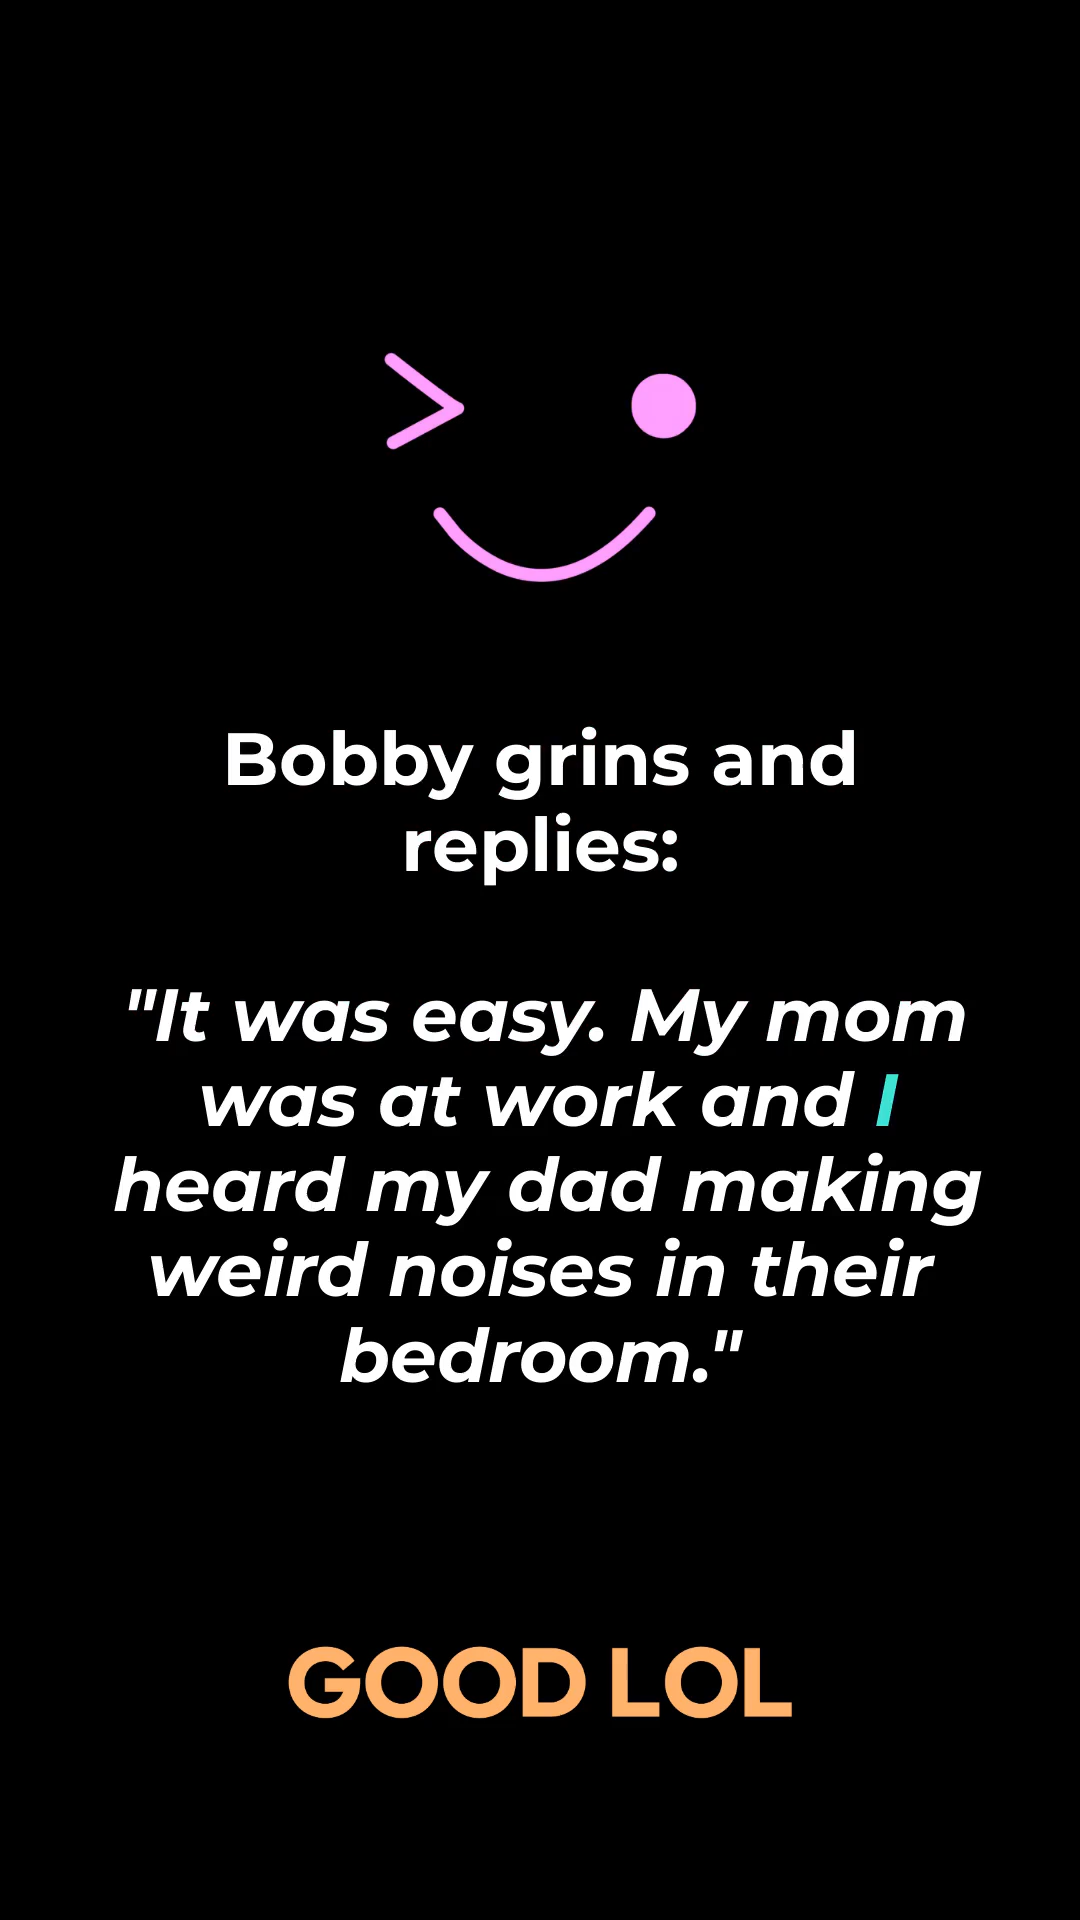 Bobby grins and
replies:
"It was easy. My mom
was at work and I
heard my dad making
weird noises in their
bedroom."
GOOD LOL